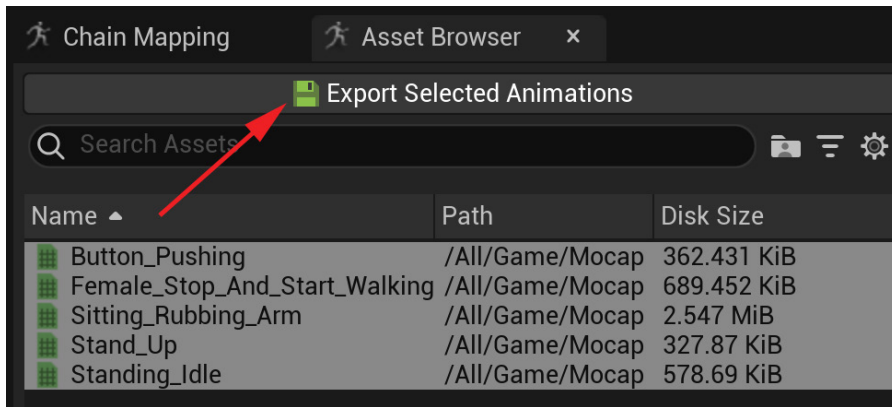 Chain Mapping Asset Browser ×
Export Selected Animations
Search Assets
Name Path Disk Size
Button_Pushing /All/Game/Mocap 362.431 KiB
Female_Stop_And_Start_Walking /All/Game/Mocap 689.452 KiB
Sitting_Rubbing_Arm /All/Game/Mocap 2.547 MiB
Stand_Up /All/Game/Mocap 327.87 KiB
Standing_Idle /All/Game/Mocap 578.69 KiB